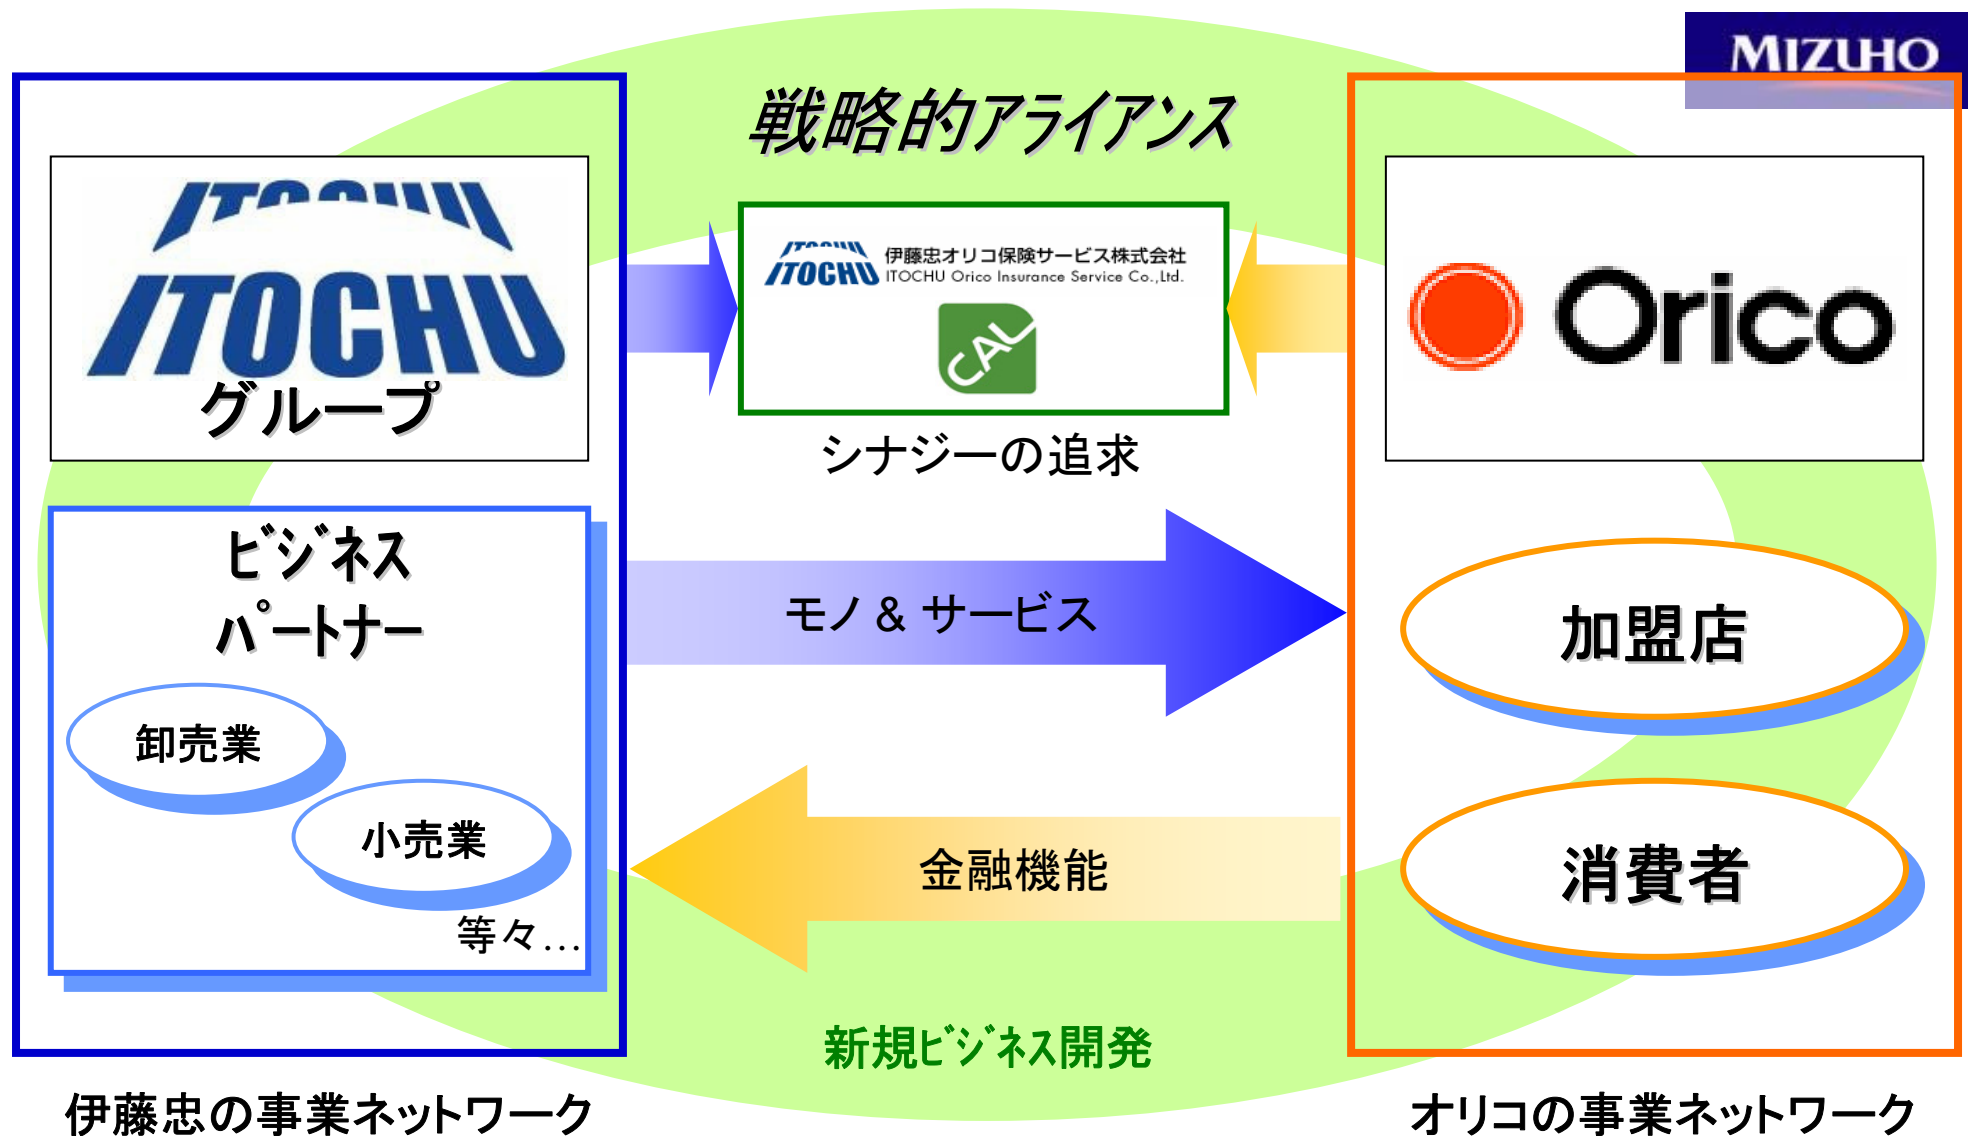 MIZUHO
戦略的ｱﾗｲｱﾝｽ
ITOCHU
ITOCHU
グループ
ITOCHU
ITOCHU
伊藤忠オリコ保険サービス株式会社
ITOCHU Orico Insurance Service Co.,Ltd.
CAL
シナジーの追求
Orico
ﾋﾞｼﾞﾈｽ
ﾊﾟｰﾄﾅｰ
卸売業
小売業
等々…
モノ & サービス
金融機能
加盟店
消費者
新規ﾋﾞｼﾞﾈｽ開発
伊藤忠の事業ネットワーク
オリコの事業ネットワーク